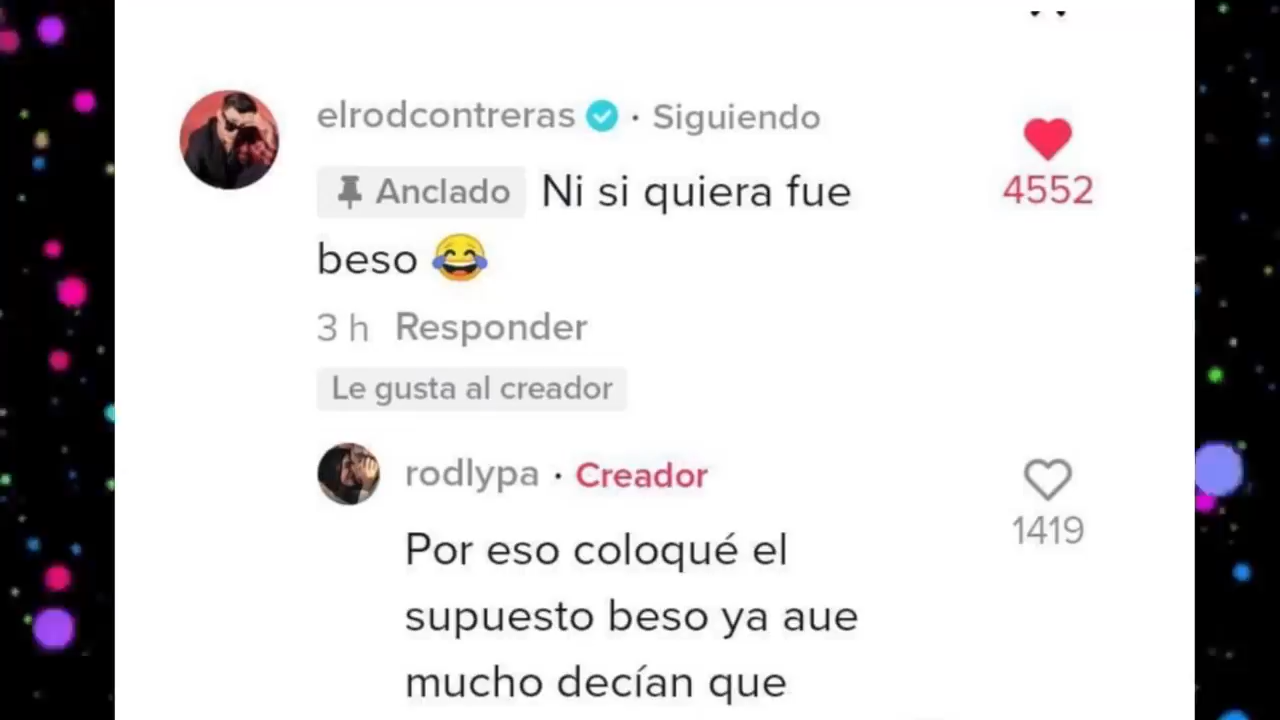 elrodcontreras · Siguiendo
Anclado Ni si quiera fue
4552
beso 😂
3 h Responder
Le gusta al creador
rodlypa · Creador
1419
Por eso coloqué el
supuesto beso ya aue
mucho decían que